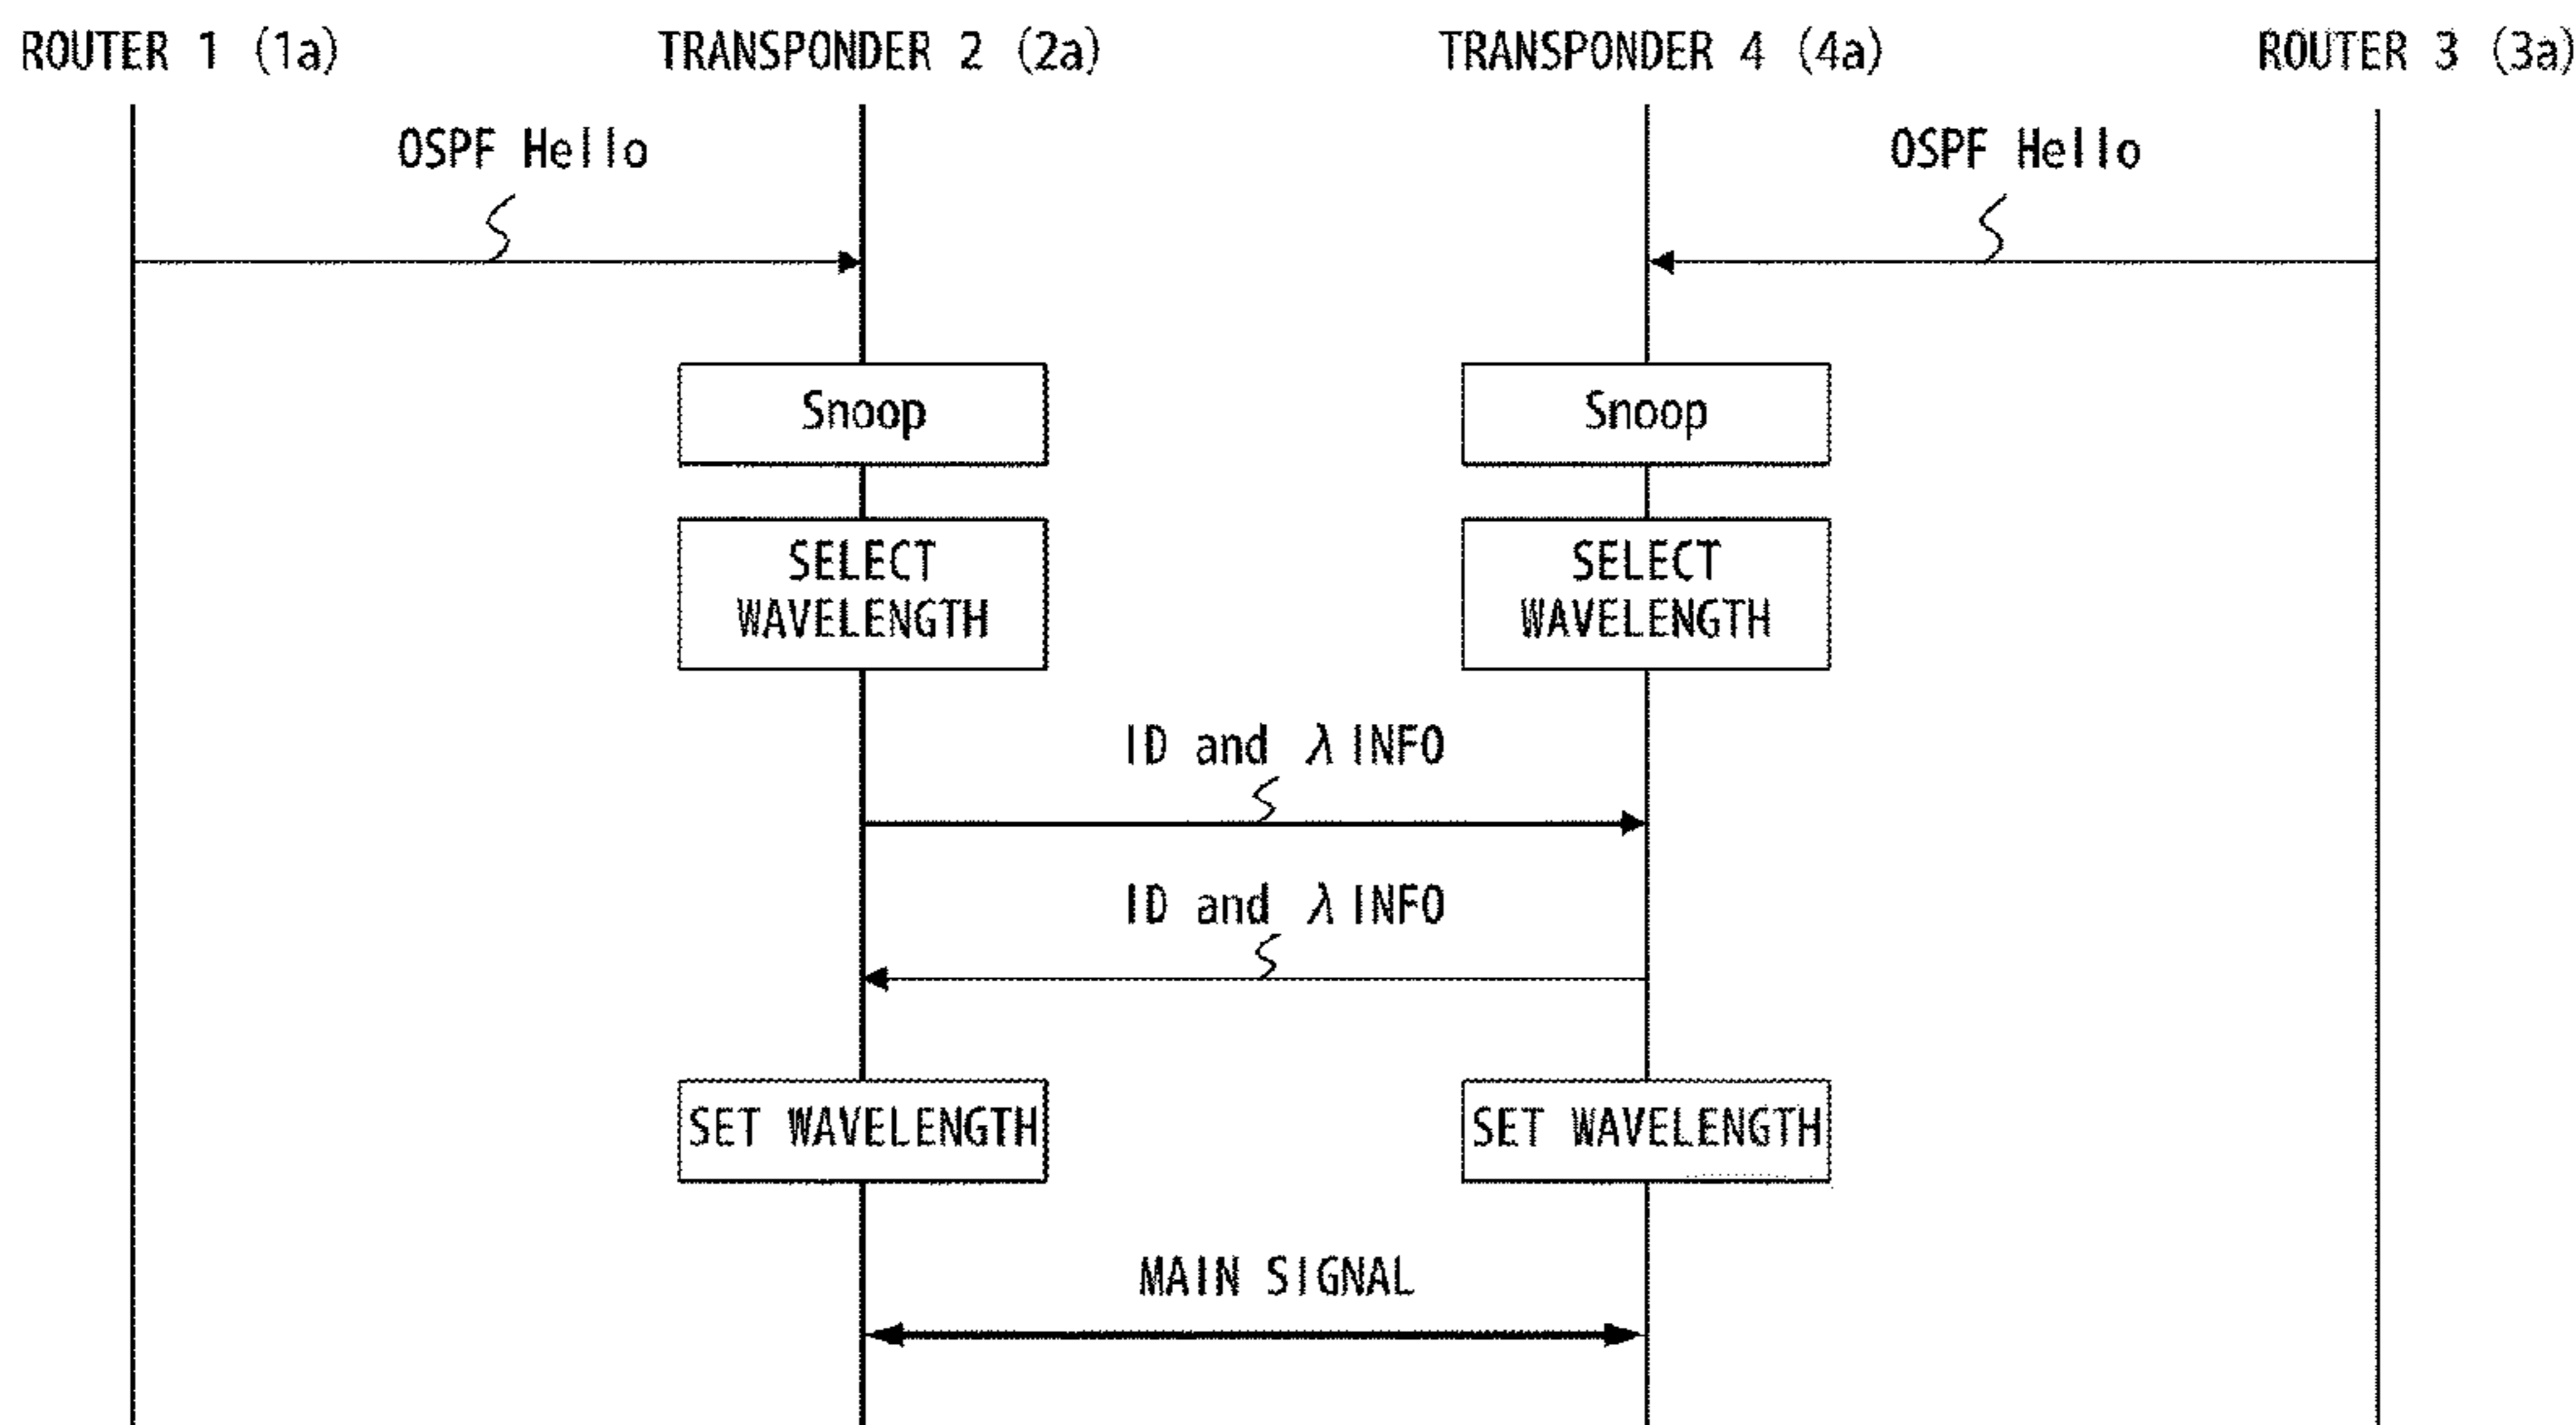 ROUTER 1 (1a)
TRANSPONDER 2 (2a)
TRANSPONDER 4 (4a)
ROUTER 3 (3a)
OSPF Hello
OSPF Hello
Snoop
Snoop
SELECT
WAVELENGTH
SELECT
WAVELENGTH
ID and λ INFO
ID and λ INFO
SET WAVELENGTH
SET WAVELENGTH
MAIN SIGNAL